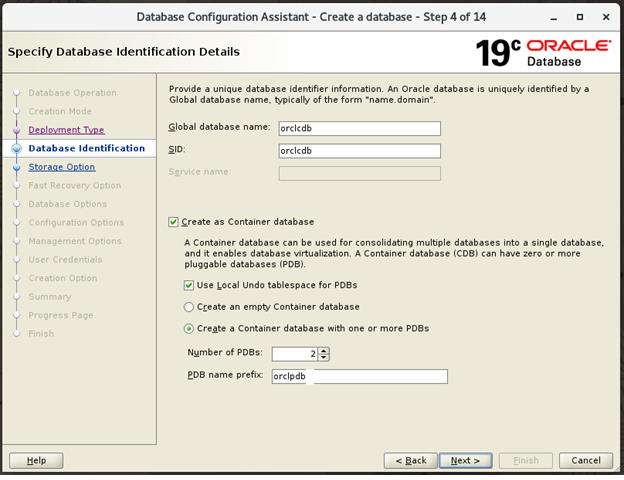 Database Configuration Assistant - Create a database - Step 4 of 14
Specify Database Identification Details
19c ORACLE
Database
Database Operation
Creation Mode
Deployment Type
Database Identification
Storage Option
Fast Recovery Option
Database Options
Configuration Options
Management Options
User Credentials
Creation Option
Summary
Progress Page
Finish
Provide a unique database identifier information. An Oracle database is uniquely identified by a
Global database name, typically of the form "name.domain".
Global database name: orclcdb
SID: orclcdb
Service name
Create as Container database
A Container database can be used for consolidating multiple databases into a single database,
and it enables database virtualization. A Container database (CDB) can have zero or more
pluggable databases (PDB).
Use Local Undo tablespace for PDBs
Create an empty Container database
Create a Container database with one or more PDBs
Number of PDBs: 2
PDB name prefix: orclpdb
Help
< Back
Next >
Finish
Cancel